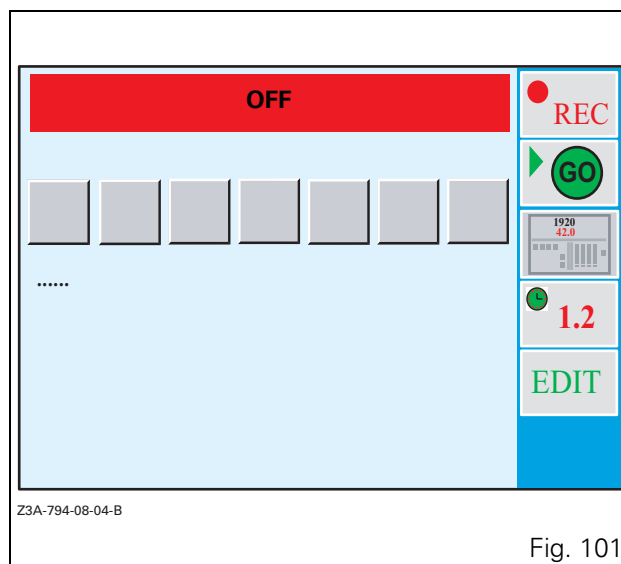 OFF
REC
GO
1920
42.0
......
1.2
EDIT
Z3A-794-08-04-B
Fig. 101